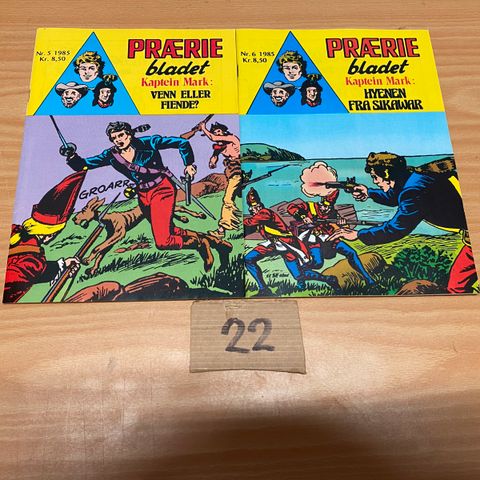 Nr. 5 1985
Kr. 8,50
PRÆRIE
bladet
Kaptein Mark:
VENN ELLER
FIENDE?
GROARR
Nr. 6 1985
Kr. 8,50
PRÆRIE
bladet
Kaptein Mark:
HYENEN
FRA SIKAWAR
22